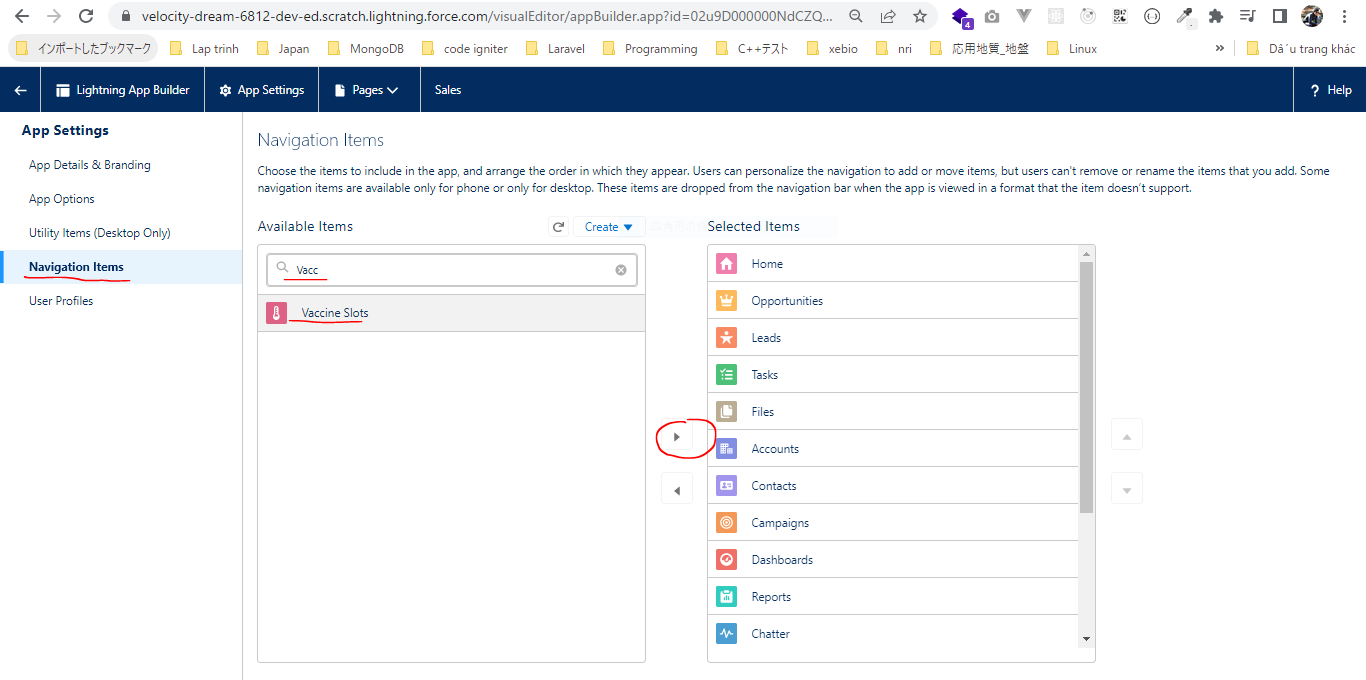 velocity-dream-6812-dev-ed.scratch.lightning.force.com/visualEditor/appBuilder.app?id=02u9D000000NdCZQ...
4
インポートしたブックマーク Lap trinh Japan MongoDB code igniter Laravel Programming C++テスト xebio nri 応用地質_地盤 Linux » Dấu trang khác
Lightning App Builder App Settings Pages Sales ? Help
App Settings
App Details & Branding
App Options
Utility Items (Desktop Only)
Navigation Items
User Profiles
Navigation Items
Choose the items to include in the app, and arrange the order in which they appear. Users can personalize the navigation to add or move items, but users can't remove or rename the items that you add. Some
navigation items are available only for phone or only for desktop. These items are dropped from the navigation bar when the app is viewed in a format that the item doesn't support.
Available Items
Create
Vacc
Vaccine Slots
Selected Items
Home
Opportunities
Leads
Tasks
Files
Accounts
Contacts
Campaigns
Dashboards
Reports
Chatter